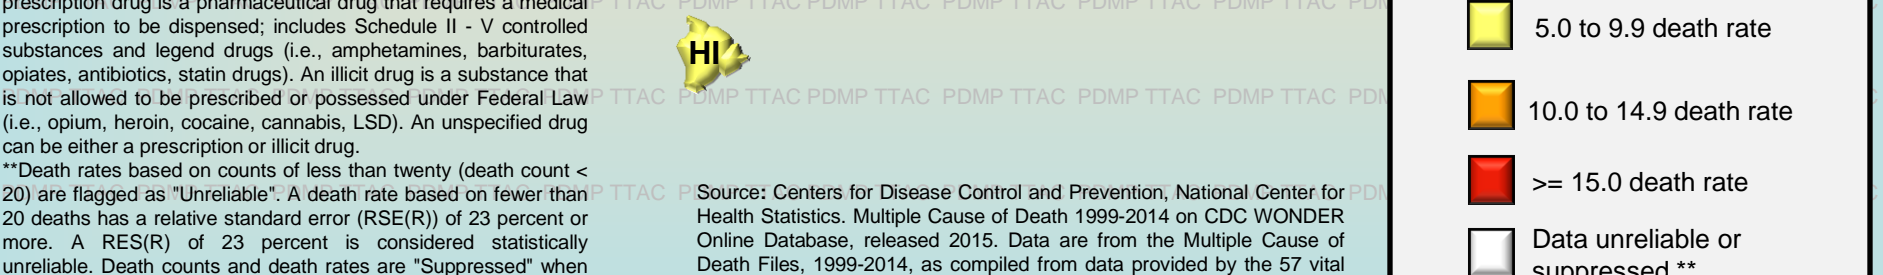 prescription drug is a pharmaceutical drug that requires a medical
prescription to be dispensed; includes Schedule II - V controlled
substances and legend drugs (i.e., amphetamines, barbiturates,
opiates, antibiotics, statin drugs). An illicit drug is a substance that
is not allowed to be prescribed or possessed under Federal Law
(i.e., opium, heroin, cocaine, cannabis, LSD). An unspecified drug
can be either a prescription or illicit drug.
**Death rates based on counts of less than twenty (death count <
20) are flagged as "Unreliable". A death rate based on fewer than
20 deaths has a relative standard error (RSE(R)) of 23 percent or
more. A RES(R) of 23 percent is considered statistically
unreliable. Death counts and death rates are "Suppressed" when
HI
PDMP TTAC PDMP TTAC PDMP TTAC PDMP TTAC PDMP TTAC
Source: Centers for Disease Control and Prevention, National Center for
Health Statistics. Multiple Cause of Death 1999-2014 on CDC WONDER
Online Database, released 2015. Data are from the Multiple Cause of
Death Files, 1999-2014, as compiled from data provided by the 57 vital
5.0 to 9.9 death rate
10.0 to 14.9 death rate
>= 15.0 death rate
Data unreliable or
suppressed **